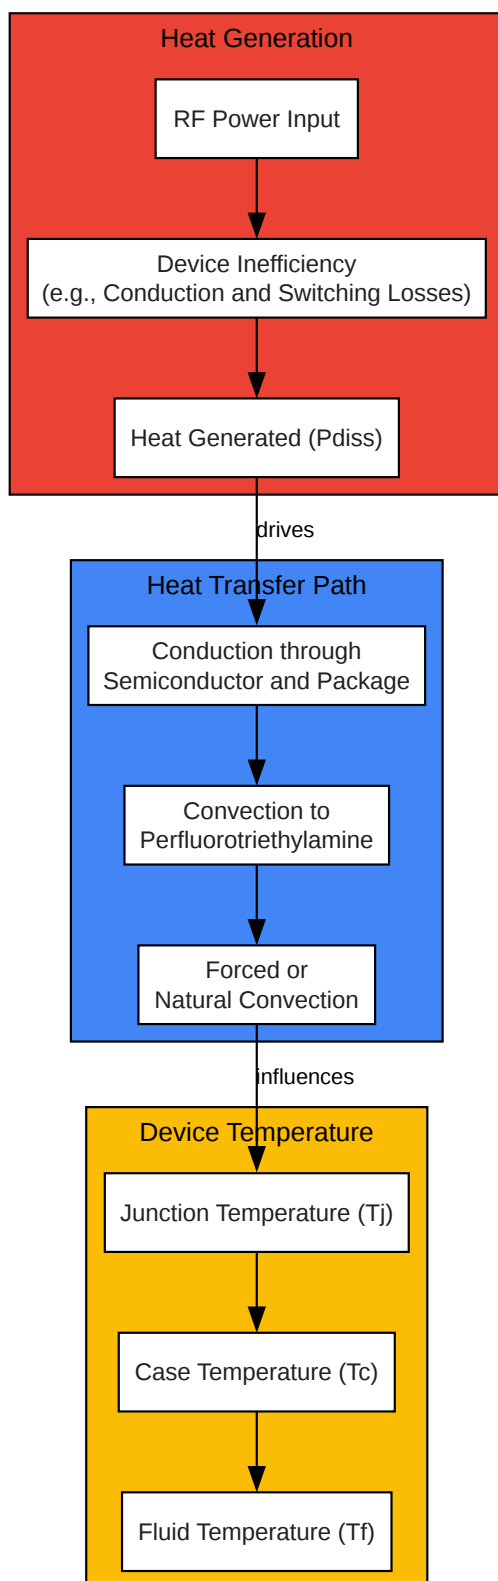 Heat Generation
RF Power Input
Device Inefficiency
(e.g., Conduction and Switching Losses)
Heat Generated (Pdiss)
drives
Heat Transfer Path
Conduction through
Semiconductor and Package
Convection to
Perfluorotriethylamine
Forced or
Natural Convection
influences
Device Temperature
Junction Temperature (Tj)
Case Temperature (Tc)
Fluid Temperature (Tf)